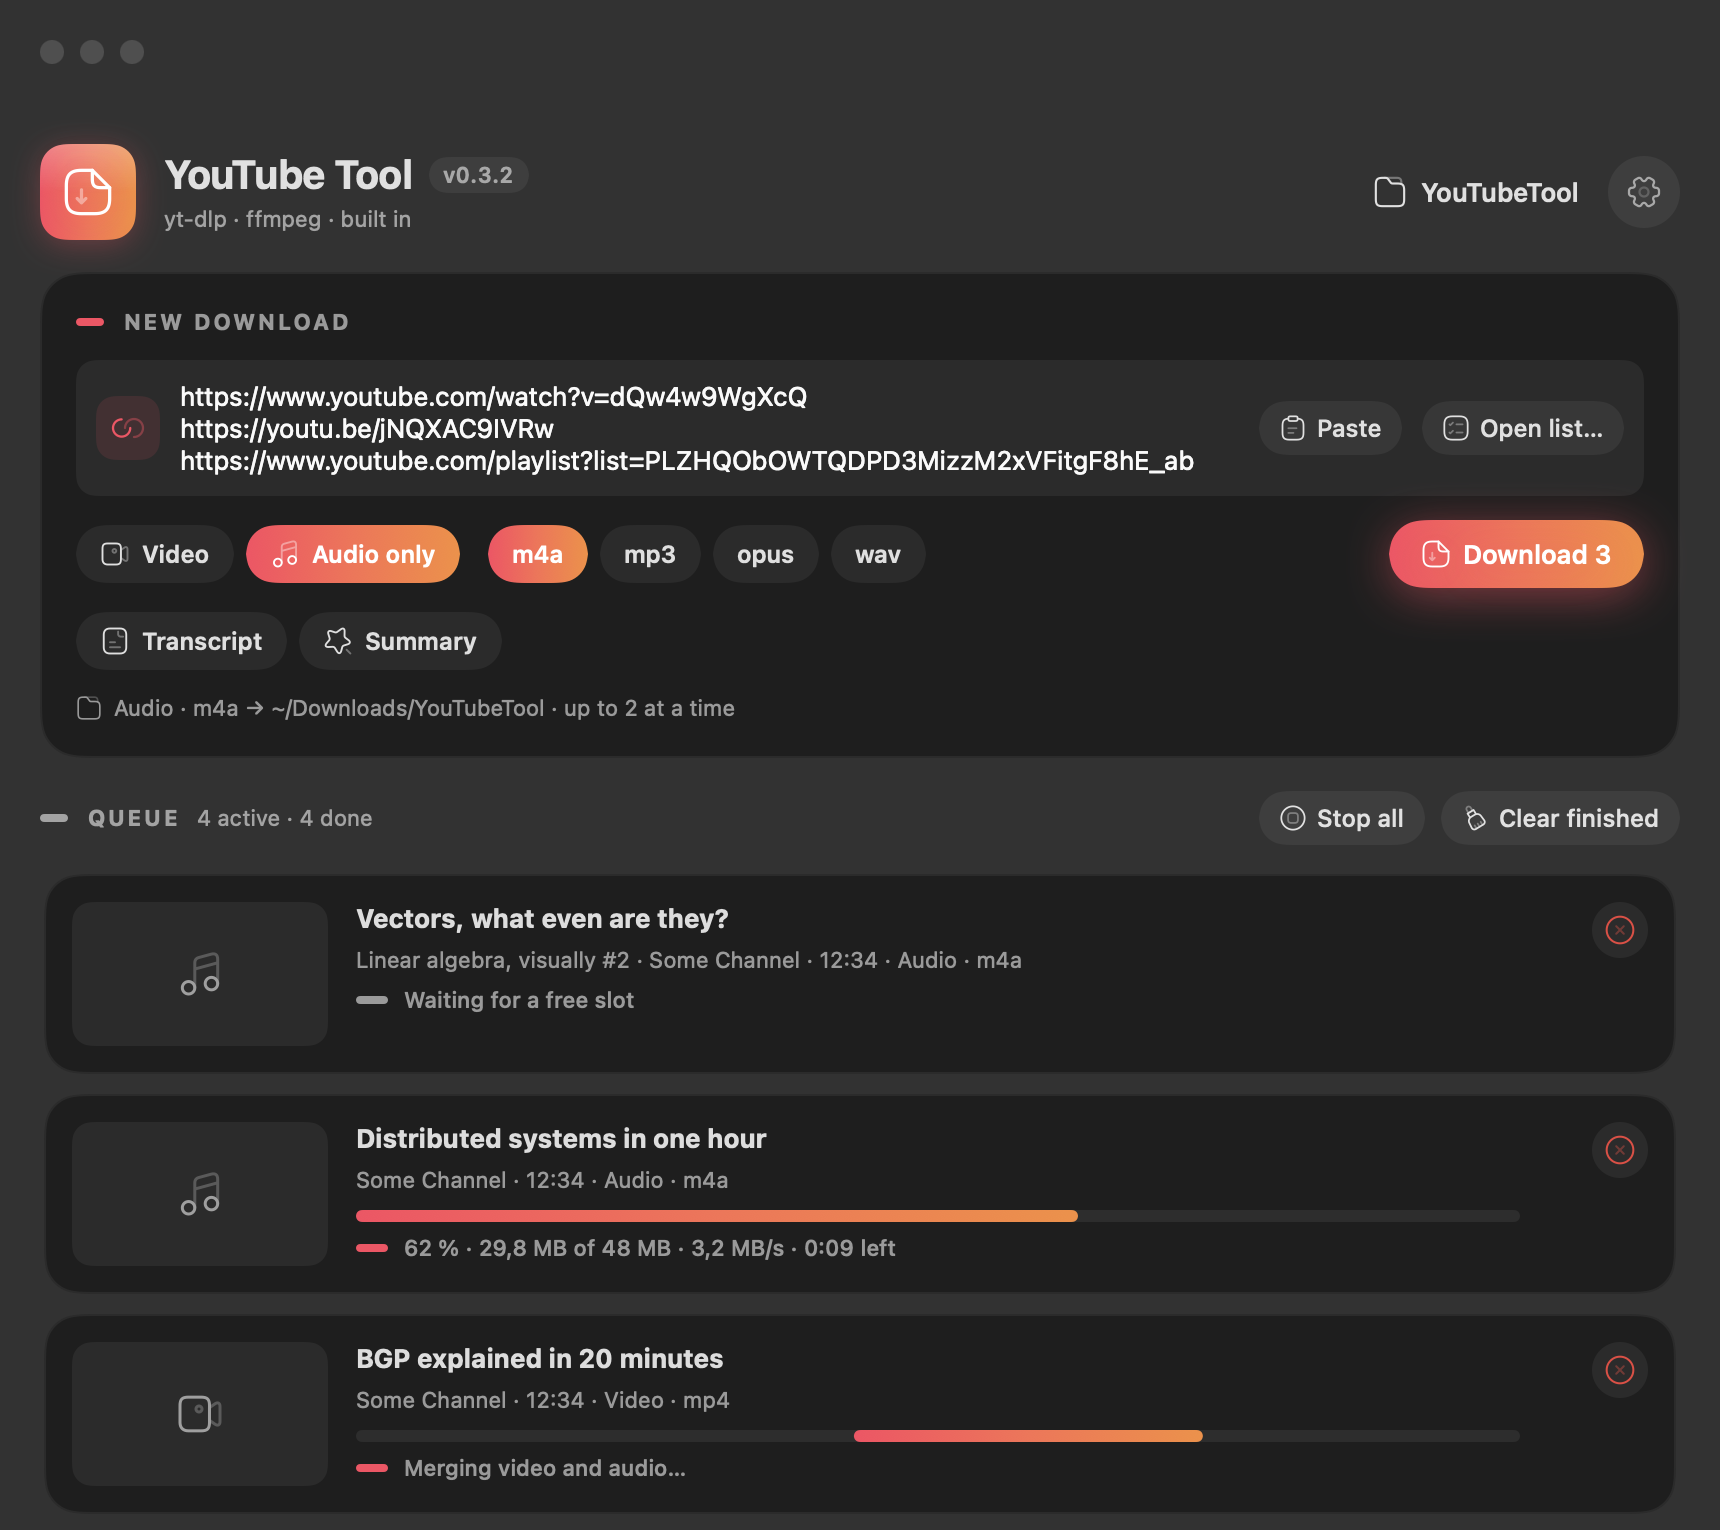 YouTube Tool v0.3.2
yt-dlp · ffmpeg · built in
YouTubeTool
NEW DOWNLOAD
https://www.youtube.com/watch?v=dQw4w9WgXcQ
https://youtu.be/jNQXAC9IVRw
https://www.youtube.com/playlist?list=PLZHQObOWTQDPD3MizzM2xVFitgF8hE_ab
Paste
Open list...
Video
Audio only
m4a
mp3
opus
wav
Download 3
Transcript
Summary
Audio · m4a → ~/Downloads/YouTubeTool · up to 2 at a time
QUEUE 4 active · 4 done
Stop all
Clear finished
Vectors, what even are they?
Linear algebra, visually #2 · Some Channel · 12:34 · Audio · m4a
Waiting for a free slot
Distributed systems in one hour
Some Channel · 12:34 · Audio · m4a
62 % · 29,8 MB of 48 MB · 3,2 MB/s · 0:09 left
BGP explained in 20 minutes
Some Channel · 12:34 · Video · mp4
Merging video and audio...